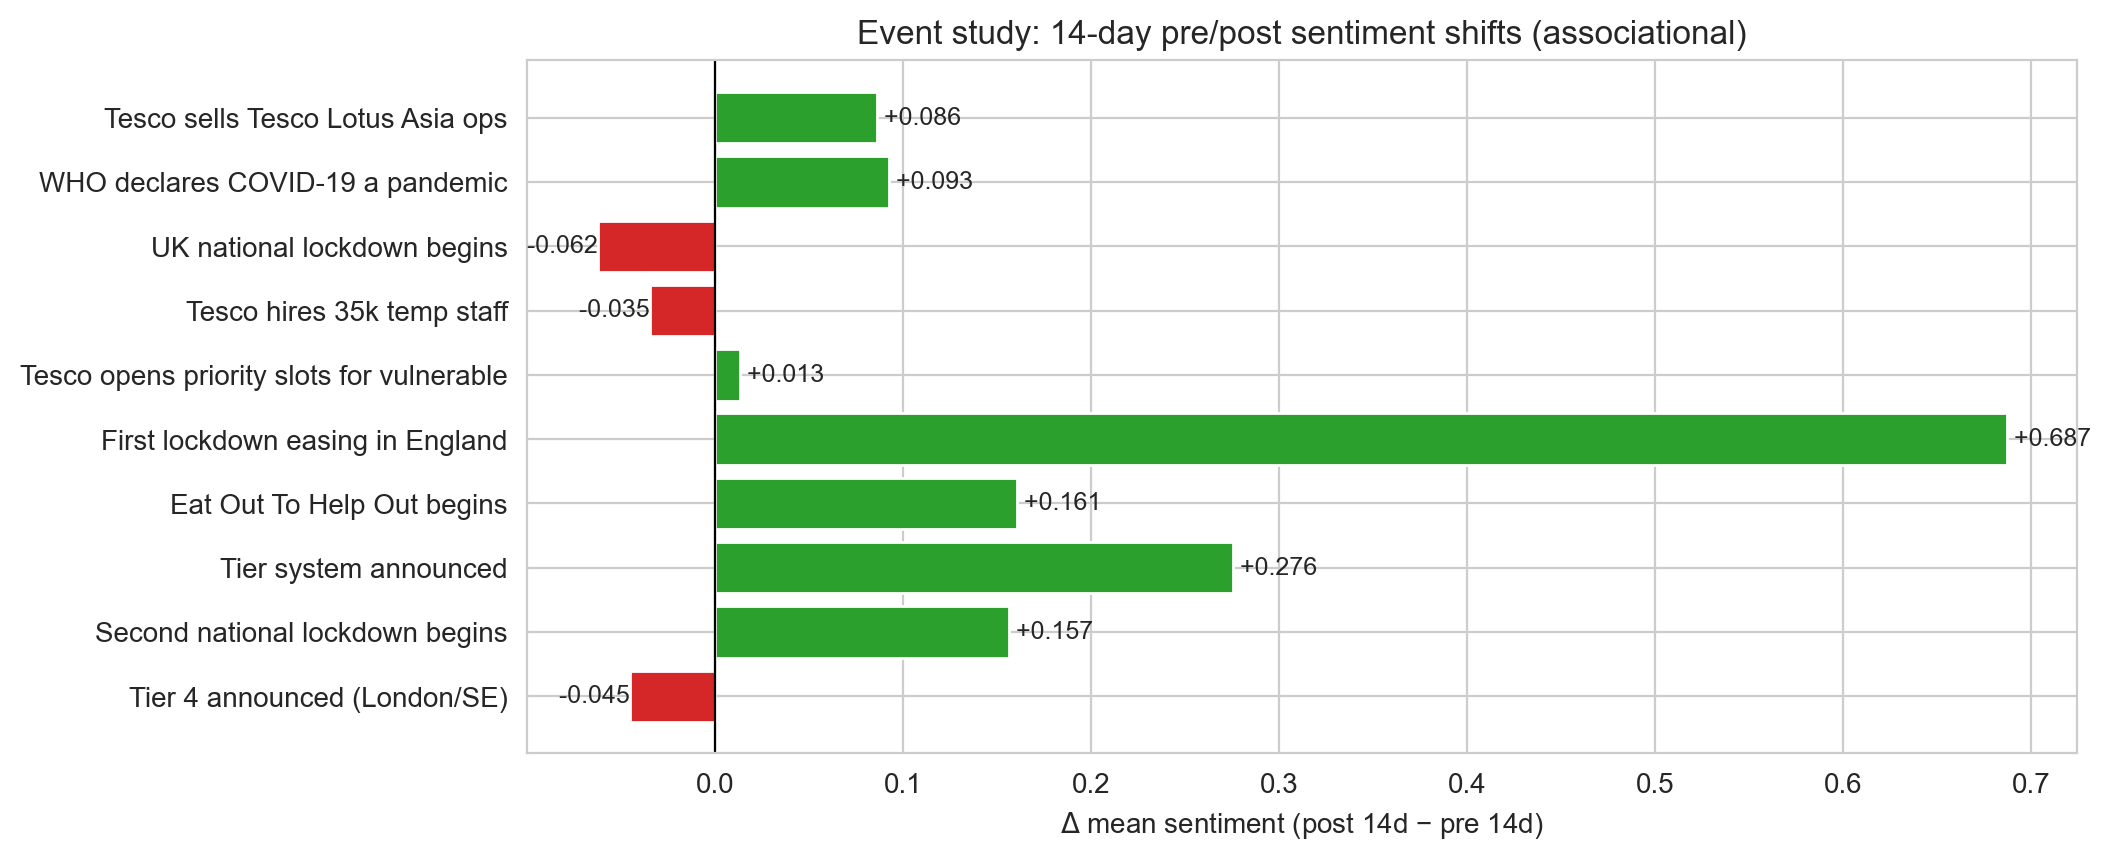 Event study: 14-day pre/post sentiment shifts (associational)
Tesco sells Tesco Lotus Asia ops +0.086
WHO declares COVID-19 a pandemic +0.093
UK national lockdown begins -0.062
Tesco hires 35k temp staff -0.035
Tesco opens priority slots for vulnerable +0.013
First lockdown easing in England +0.687
Eat Out To Help Out begins +0.161
Tier system announced +0.276
Second national lockdown begins +0.157
Tier 4 announced (London/SE) -0.045
0.0 0.1 0.2 0.3 0.4 0.5 0.6 0.7
Δ mean sentiment (post 14d − pre 14d)